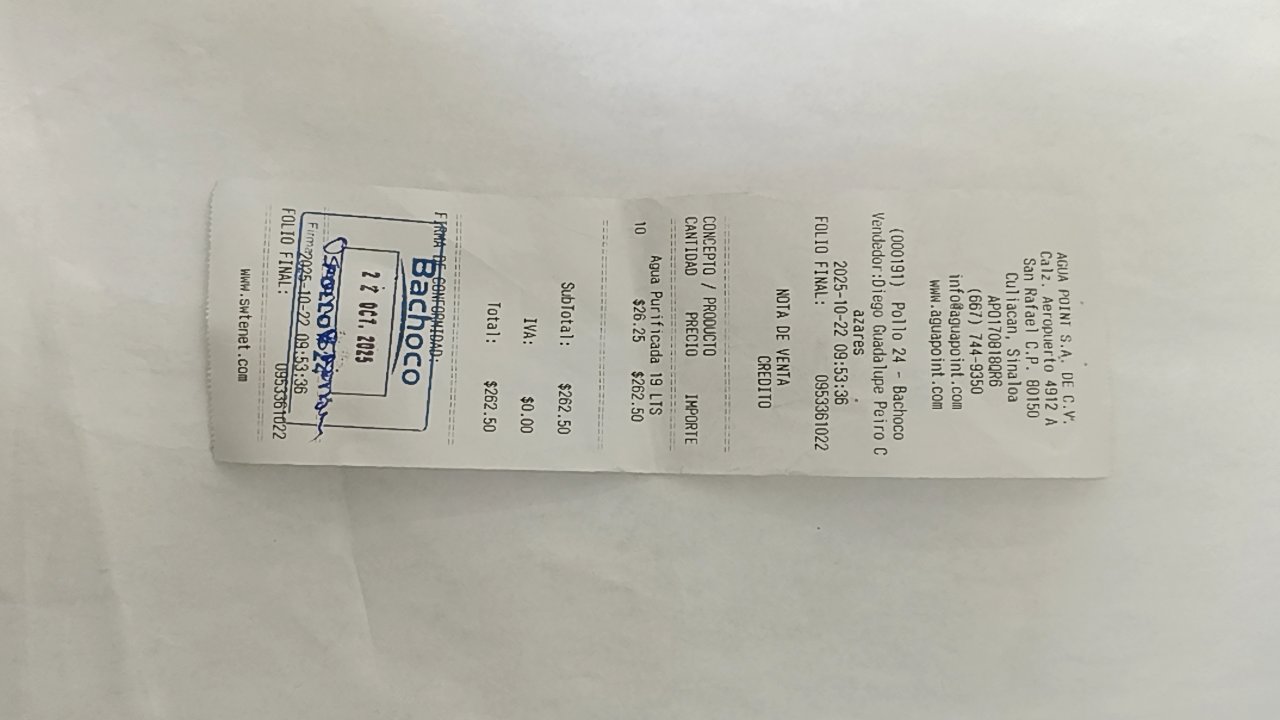 AGUA POINT S.A. DE C.V.
Calz. Aeropuerto 4912 A
San Rafael C.P. 80150
Culiacan, Sinaloa
APO170818QR6
(667) 744-9350
info@aguapoint.com
www.aguapoint.com
(000191) Pollo 24 - Bachoco
Vendedor:Diego Guadalupe Peiro C
azares
2025-10-22 09:53:36
FOLIO FINAL: 0953361022
NOTA DE VENTA
CREDITO
CONCEPTO / PRODUCTO
CANTIDAD PRECIO IMPORTE
Agua Purificada 19 LTS
10 $26.25 $262.50
SubTotal: $262.50
IVA: $0.00
Total: $262.50
FIRMA DE CONFORMIDAD:
Bachoco
22 OCT. 2025
Firma2025-10-22 09:53:36
FOLIO FINAL: 0953361022
www.swtenet.com